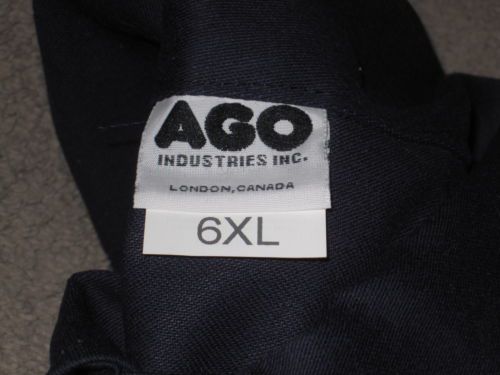 AGO
INDUSTRIES INC.
LONDON, CANADA
6XL